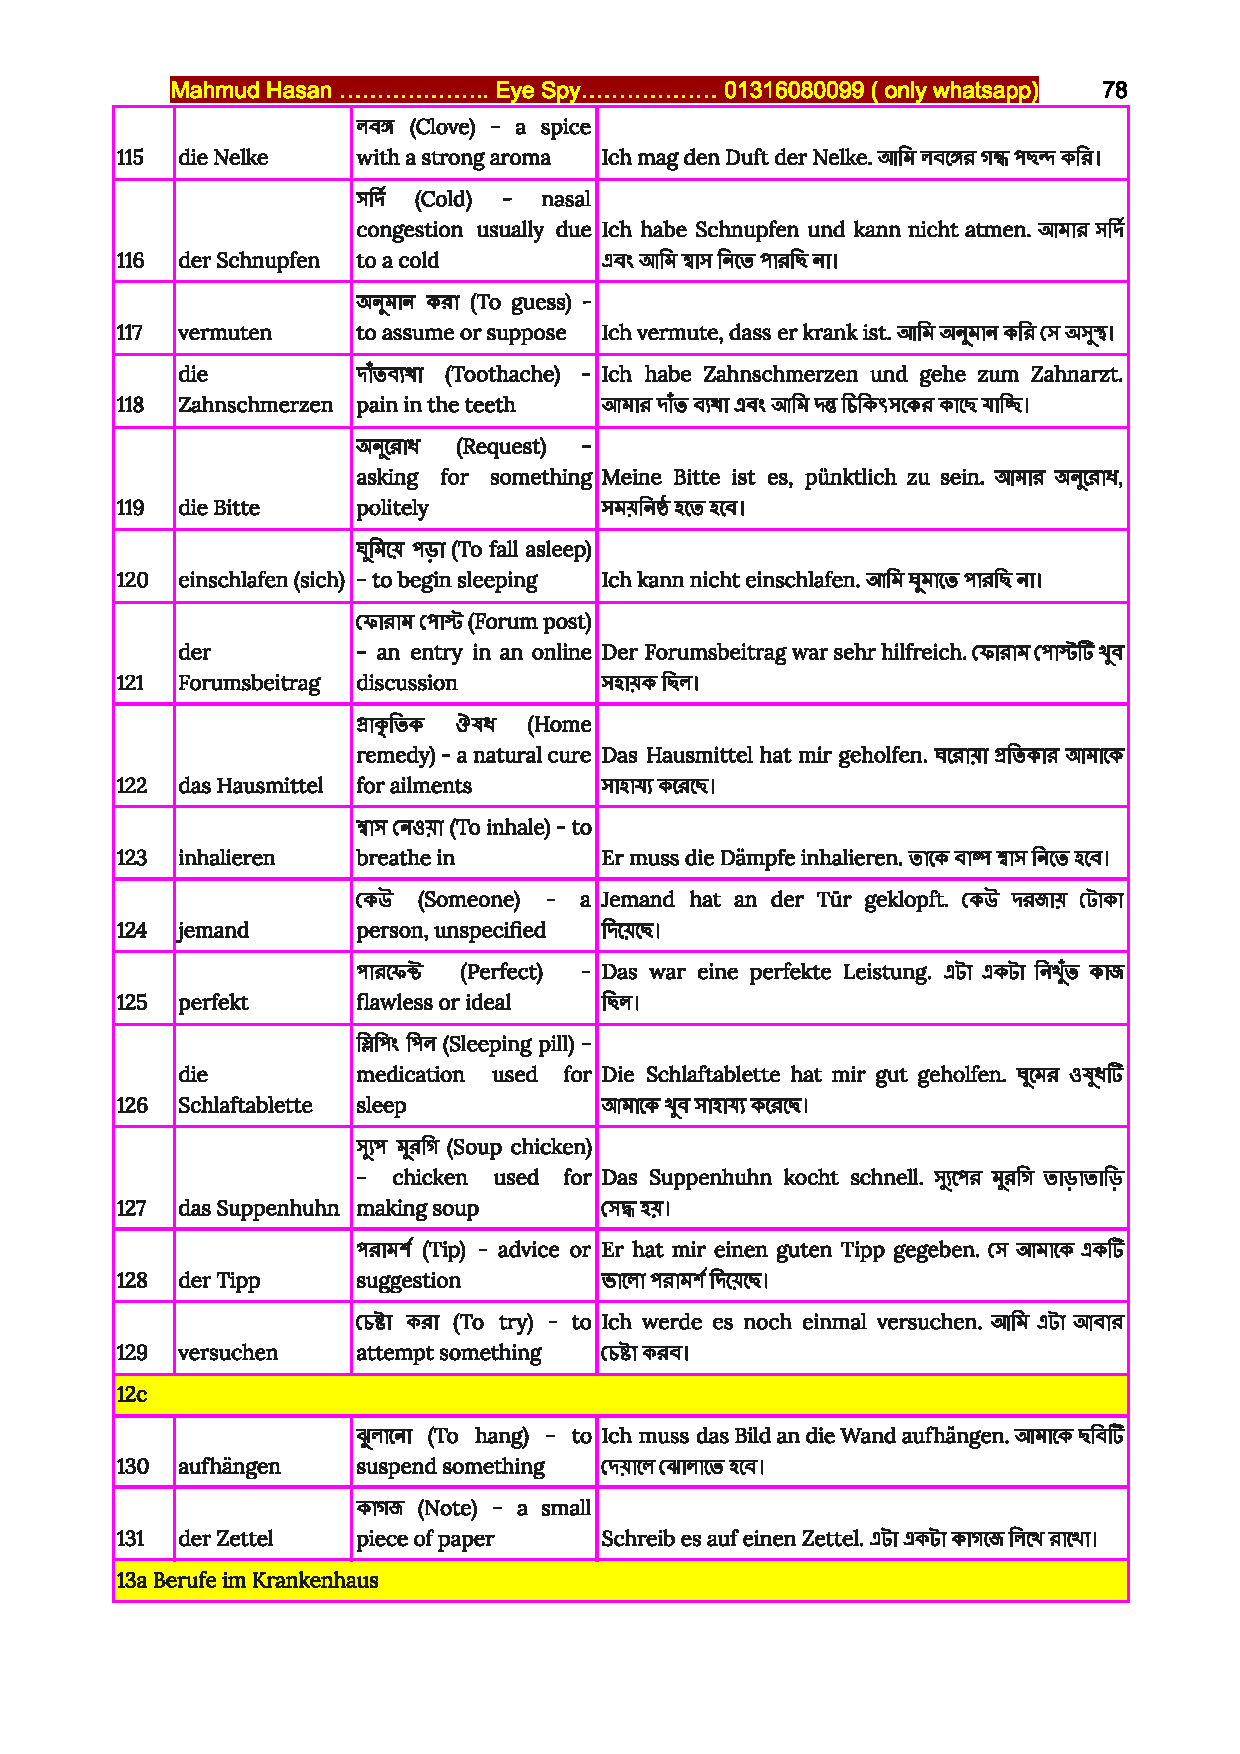 Mahmud Hasan ……………….. Eye Spy……………… 01316080099 ( only whatsapp) 78
লবঙ্গ (Clove) - a spice
115 die Nelke with a strong aroma Ich mag den Duft der Nelke. আমি লবঙ্গের গন্ধ পছন্দ করি।
সর্দি (Cold) - nasal
congestion usually due Ich habe Schnupfen und kann nicht atmen. আমার সর্দি
116 der Schnupfen to a cold এবং আমি শ্বাস নিতে পারছি না।
অনুমান করা (To guess) -
117 vermuten to assume or suppose Ich vermute, dass er krank ist. আমি অনুমান করি সে অসুস্থ।
die দাঁতব্যথা (Toothache) - Ich habe Zahnschmerzen und gehe zum Zahnarzt.
118 Zahnschmerzen pain in the teeth আমার দাঁত ব্যথা এবং আমি দন্ত চিকিৎসকের কাছে যাচ্ছি।
অনুরোধ (Request) -
asking for something Meine Bitte ist es, pünktlich zu sein. আমার অনুরোধ,
119 die Bitte politely সময়নিষ্ঠ হতে হবে।
ঘুমিয়ে পড়া (To fall asleep)
120 einschlafen (sich) - to begin sleeping Ich kann nicht einschlafen. আমি ঘুমাতে পারছি না।
ফোরাম পোস্ট (Forum post)
der - an entry in an online Der Forumsbeitrag war sehr hilfreich. ফোরাম পোস্টটি খুব
121 Forumsbeitrag discussion সহায়ক ছিল।
প্রাকৃতিক ঔষধ (Home
remedy) - a natural cure Das Hausmittel hat mir geholfen. ঘরোয়া প্রতিকার আমাকে
122 das Hausmittel for ailments সাহায্য করেছে।
শ্বাস নেওয়া (To inhale) - to
123 inhalieren breathe in Er muss die Dämpfe inhalieren. তাকে বাষ্প শ্বাস নিতে হবে।
কেউ (Someone) - a Jemand hat an der Tür geklopft. কেউ দরজায় টোকা
124 jemand person, unspecified দিয়েছে।
পারফেক্ট (Perfect) - Das war eine perfekte Leistung. এটা একটা নিখুঁত কাজ
125 perfekt flawless or ideal ছিল।
স্লিপিং পিল (Sleeping pill) -
die medication used for Die Schlaftablette hat mir gut geholfen. ঘুমের ওষুধটি
126 Schlaftablette sleep আমাকে খুব সাহায্য করেছে।
স্যুপ মুরগি (Soup chicken)
- chicken used for Das Suppenhuhn kocht schnell. স্যুপের মুরগি তাড়াতাড়ি
127 das Suppenhuhn making soup সেদ্ধ হয়।
পরামর্শ (Tip) - advice or Er hat mir einen guten Tipp gegeben. সে আমাকে একটি
128 der Tipp suggestion ভালো পরামর্শ দিয়েছে।
চেষ্টা করা (To try) - to Ich werde es noch einmal versuchen. আমি এটা আবার
129 versuchen attempt something চেষ্টা করব।
12c
ঝুলানো (To hang) - to Ich muss das Bild an die Wand aufhängen. আমাকে ছবিটি
130 aufhängen suspend something দেয়ালে ঝোলাতে হবে।
কাগজ (Note) - a small
131 der Zettel piece of paper Schreib es auf einen Zettel. এটা একটা কাগজে লিখে রাখো।
13a Berufe im Krankenhaus